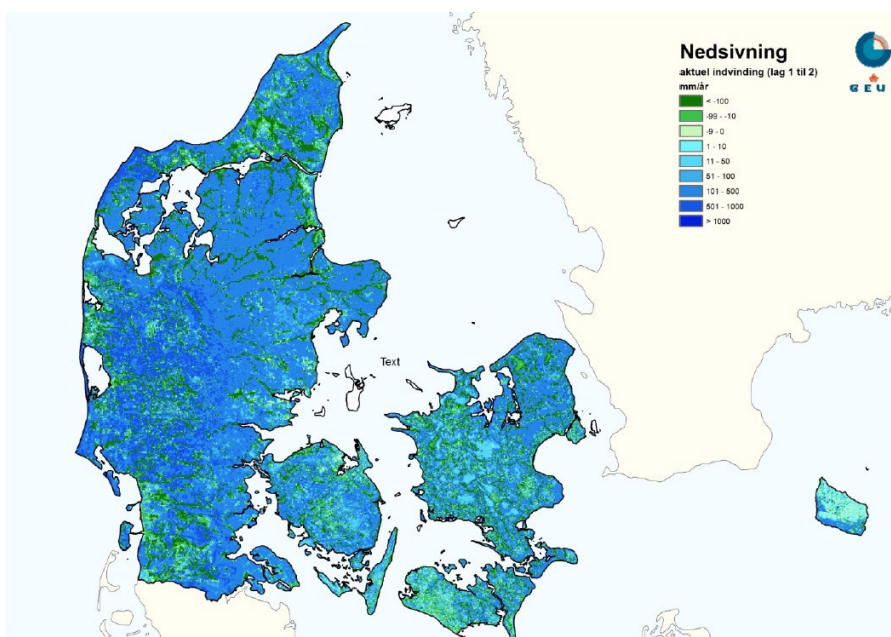 Nedsivning
aktuel indvinding (lag 1 til 2)
mm/år
< -100
-99 - -10
-9 - 0
1 - 10
11 - 50
51 - 100
101 - 500
501 - 1000
> 1000
G E U
Text